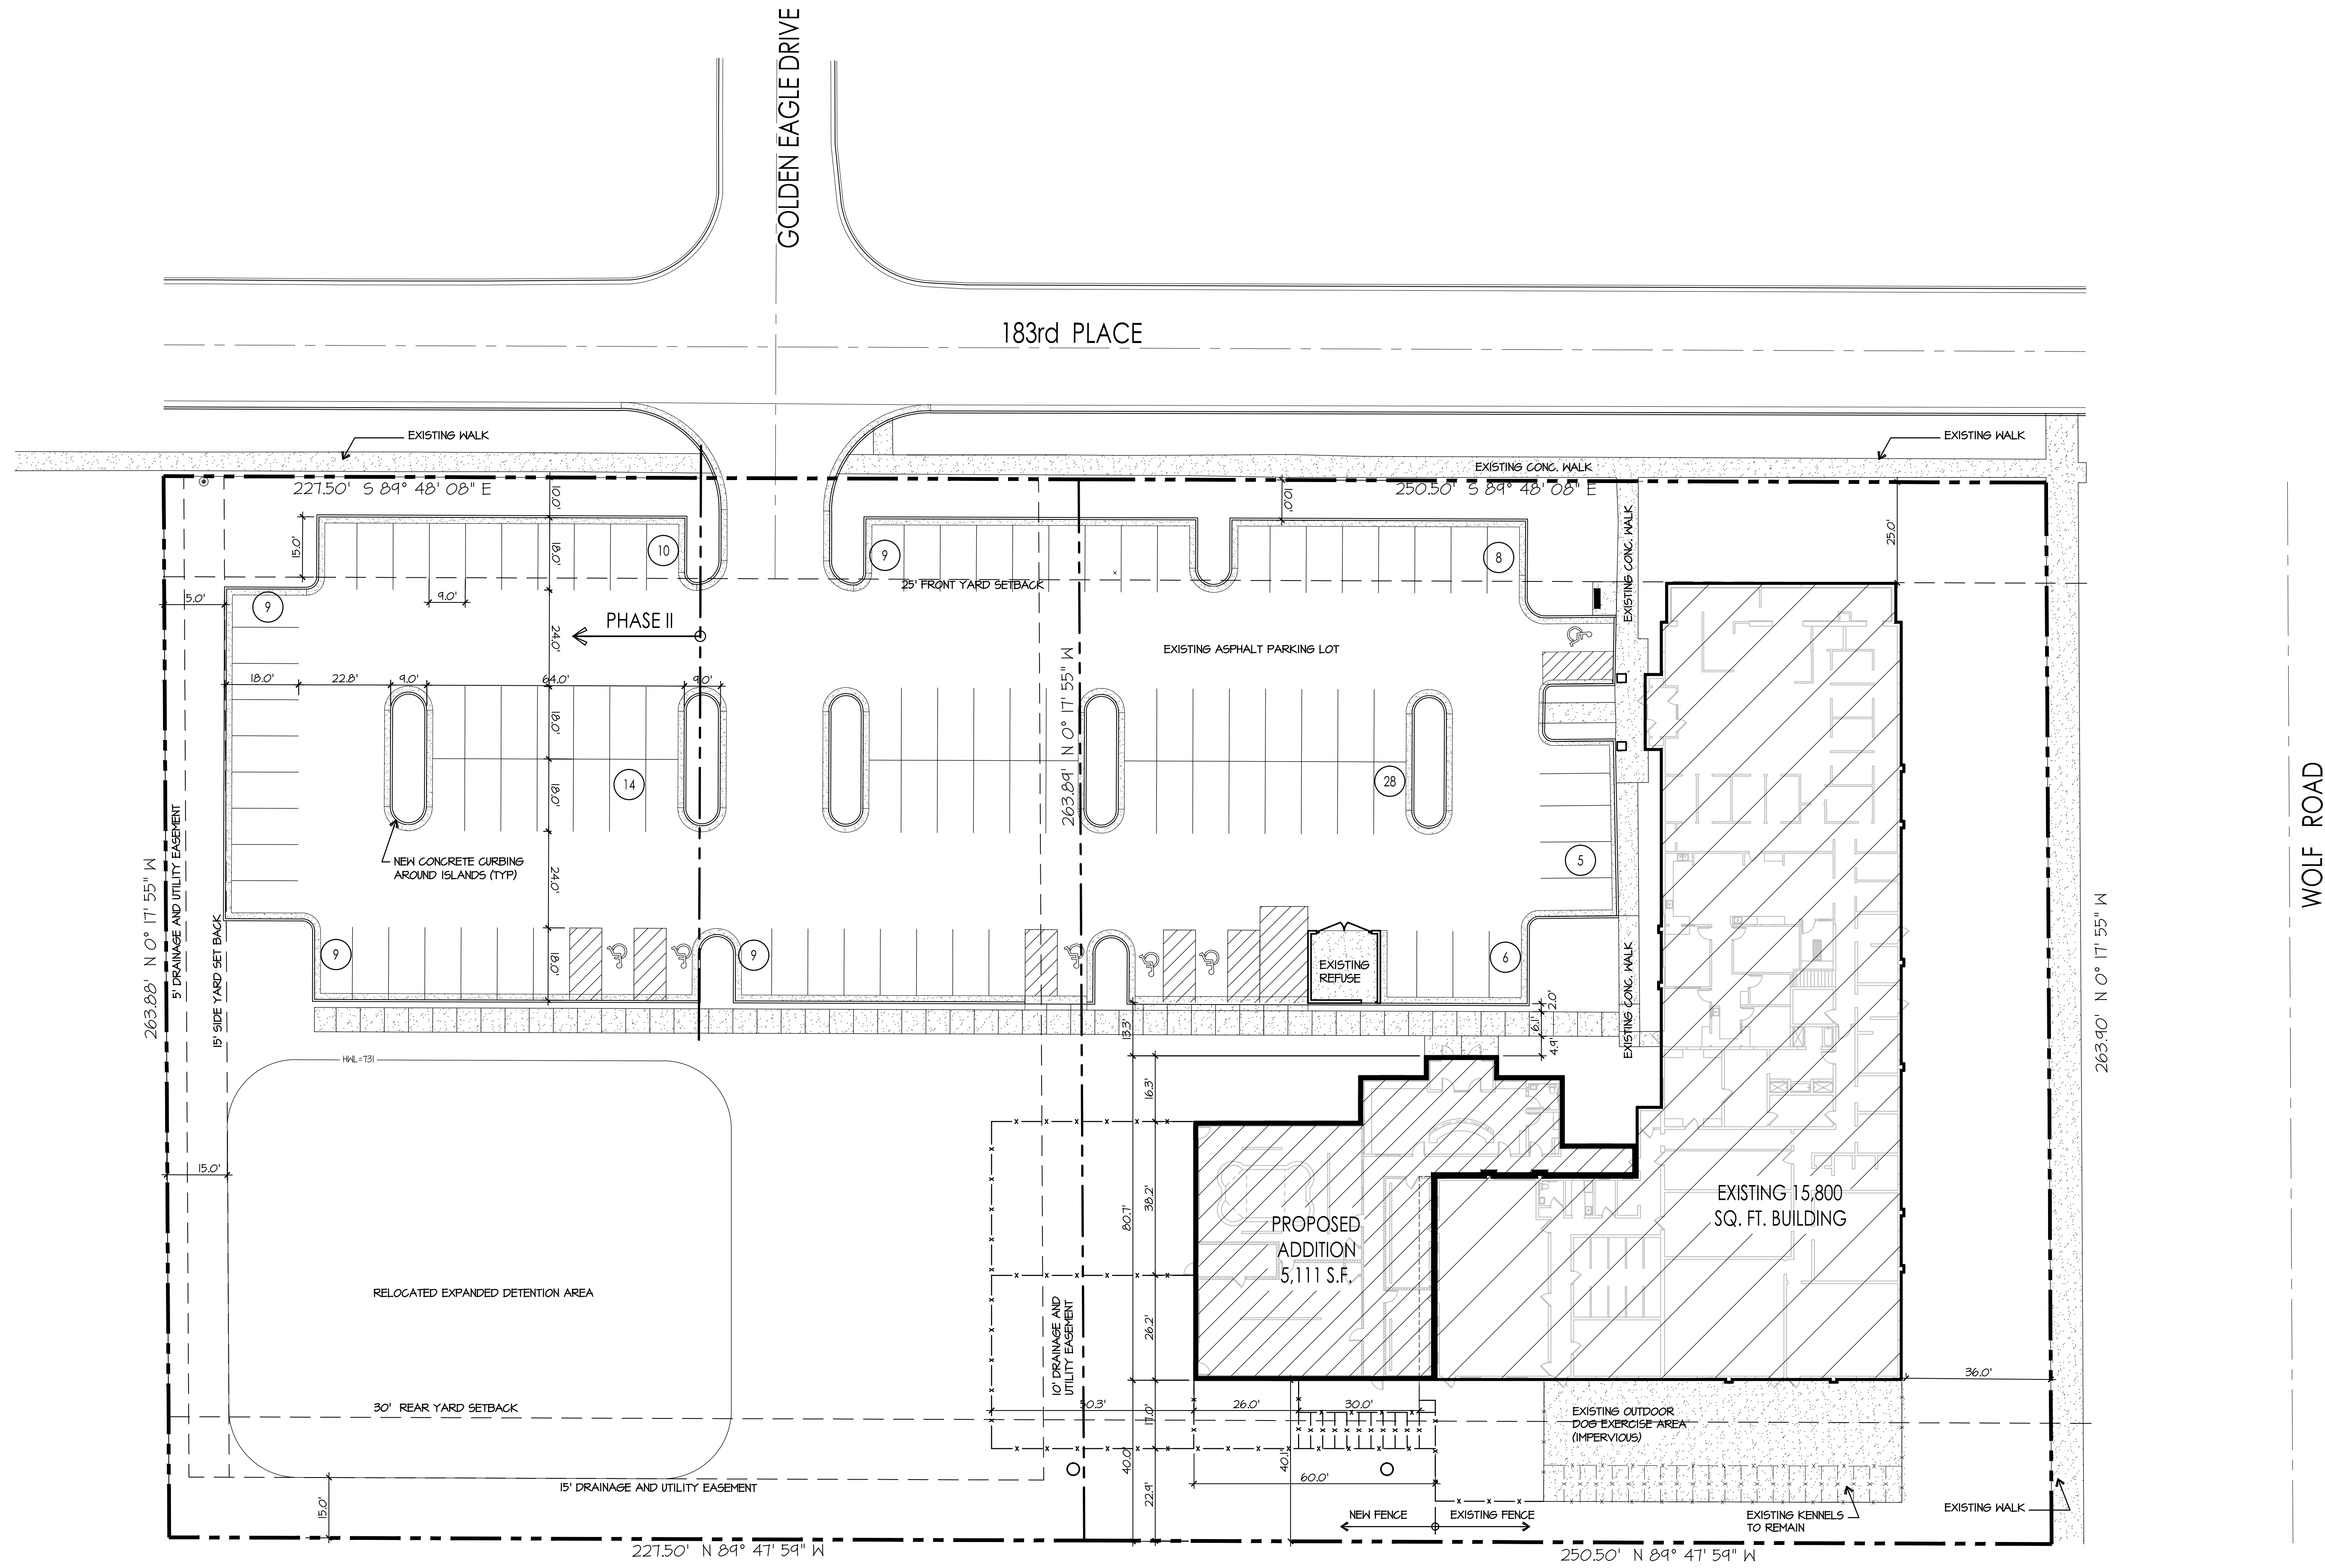 GOLDEN EAGLE DRIVE
183rd PLACE
EXISTING WALK
EXISTING WALK
EXISTING CONC. WALK
227.50' S 89° 48' 08" E
10.0'
10.0'
250.50' S 89° 48' 08" E
EXISTING CONC. WALK
25.0'
15.0'
18.0'
10
9
8
25' FRONT YARD SETBACK
5.0'
9
9.0'
PHASE II
24.0'
EXISTING ASPHALT PARKING LOT
18.0'
22.8'
9.0'
64.0'
9.0'
18.0'
263.89' N 0° 17' 55" W
14
18.0'
28
WOLF ROAD
5' DRAINAGE AND UTILITY EASEMENT
NEW CONCRETE CURBING
AROUND ISLANDS (TYP)
24.0'
5
263.88' N 0° 17' 55" W
15' SIDE YARD SET BACK
9
18.0'
9
EXISTING
REFUSE
6
EXISTING CONC. WALK
263.90' N 0° 17' 55" W
2.0'
6.1'
4.9'
13.3'
HWL=731
16.3'
15.0'
80.7'
38.2'
EXISTING 15,800
SQ. FT. BUILDING
PROPOSED
ADDITION
5,111 S.F.
RELOCATED EXPANDED DETENTION AREA
26.2'
10' DRAINAGE AND
UTILITY EASEMENT
36.0'
30' REAR YARD SETBACK
50.3'
17.0'
26.0'
30.0'
EXISTING OUTDOOR
DOG EXERCISE AREA
(IMPERVIOUS)
40.0'
40.1'
60.0'
15' DRAINAGE AND UTILITY EASEMENT
22.9'
15.0'
NEW FENCE
EXISTING FENCE
EXISTING KENNELS
TO REMAIN
EXISTING WALK
227.50' N 89° 47' 59" W
250.50' N 89° 47' 59" W